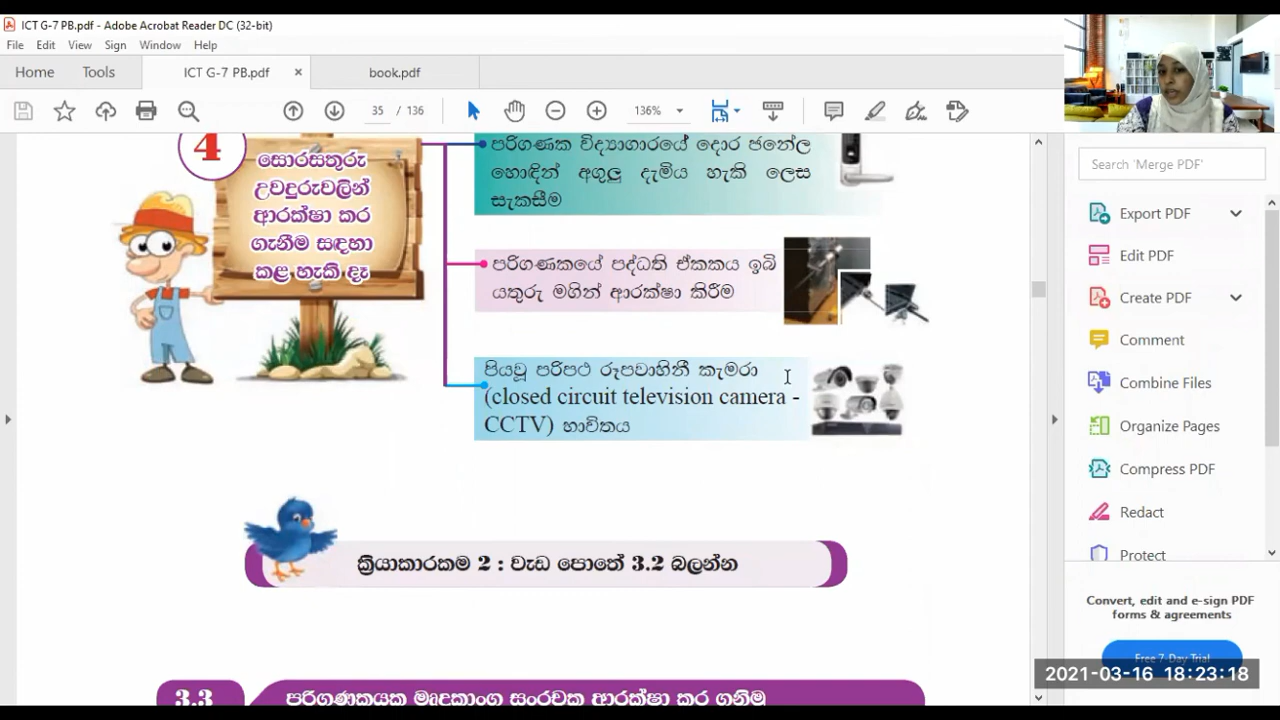 ICT G-7 PB.pdf - Adobe Acrobat Reader DC (32-bit)
File Edit View Sign Window Help
Home Tools ICT G-7 PB.pdf × book.pdf
35 / 136 136%
4
සොරසතුරු
උවදුරුවලින්
ආරක්ෂා කර
ගැනීම සඳහා
කළ හැකි දෑ
පරිගණක විද්‍යාගාරයේ දොර ජනේල
හොඳින් අගුලු දැමිය හැකි ලෙස
සැකසීම
පරිගණකයේ පද්ධති ඒකකය ඉබි
යතුරු මගින් ආරක්ෂා කිරීම
පියවූ පරිපථ රූපවාහිනී කැමරා
(closed circuit television camera -
CCTV) භාවිතය
ක්‍රියාකාරකම 2 : වැඩ පොතේ 3.2 බලන්න
3.3 පරිගණකයක මෘදුකාංග සංරචක ආරක්ෂා කර ගනිම
Search 'Merge PDF'
Export PDF
Edit PDF
Create PDF
Comment
Combine Files
Organize Pages
Compress PDF
Redact
Protect
Convert, edit and e-sign PDF
forms & agreements
Free 7-Day Trial
2021-03-16 18:23:18